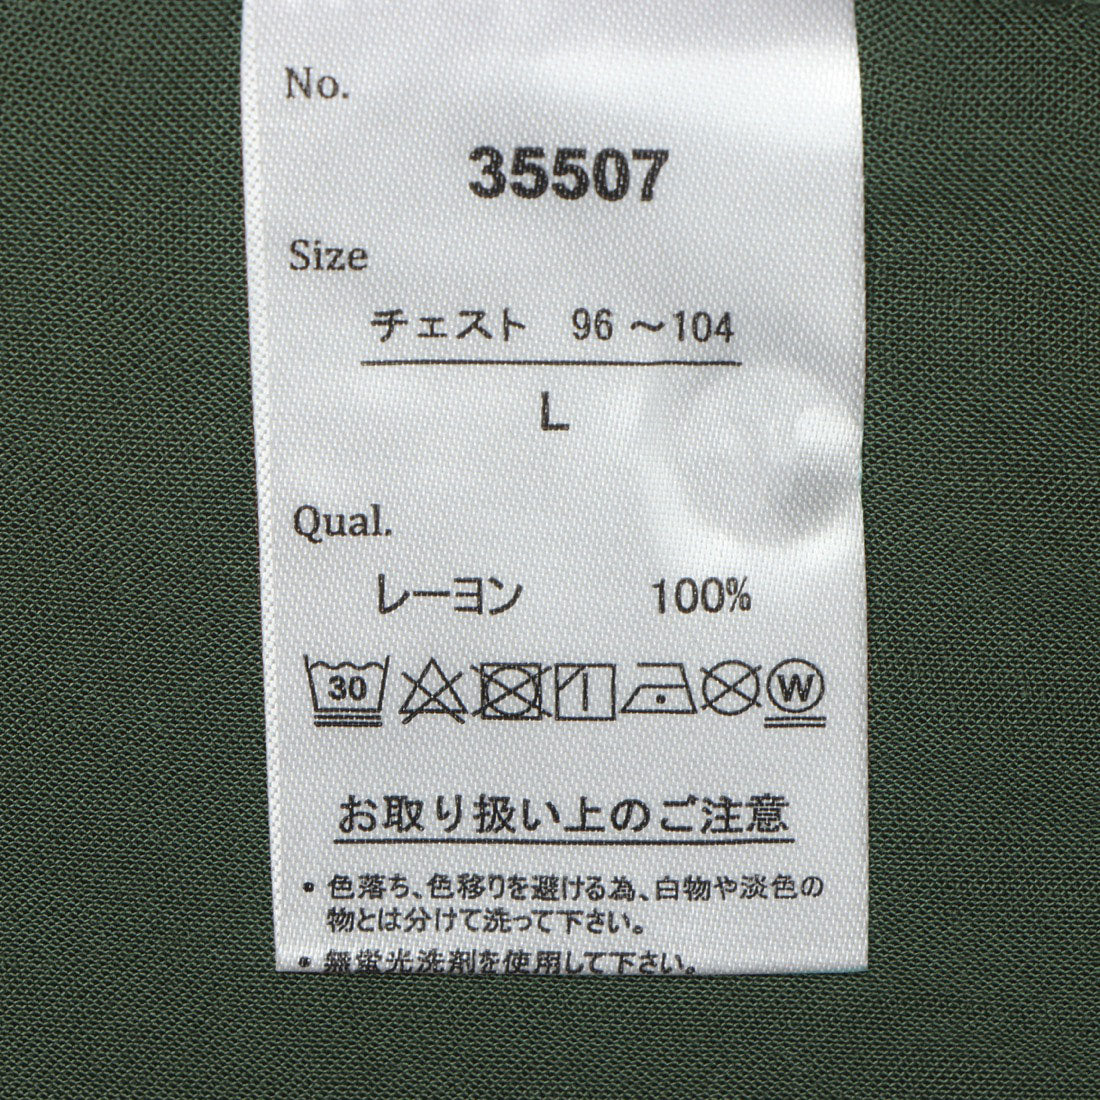 No.
35507
Size
チェスト 96 ～104
L
Qual.
レーヨン 100%
30 W
お取り扱い上のご注意
・色落ち、色移りを避ける為、白物や淡色の
物とは分けて洗って下さい。
・無蛍光洗剤を使用して下さい。